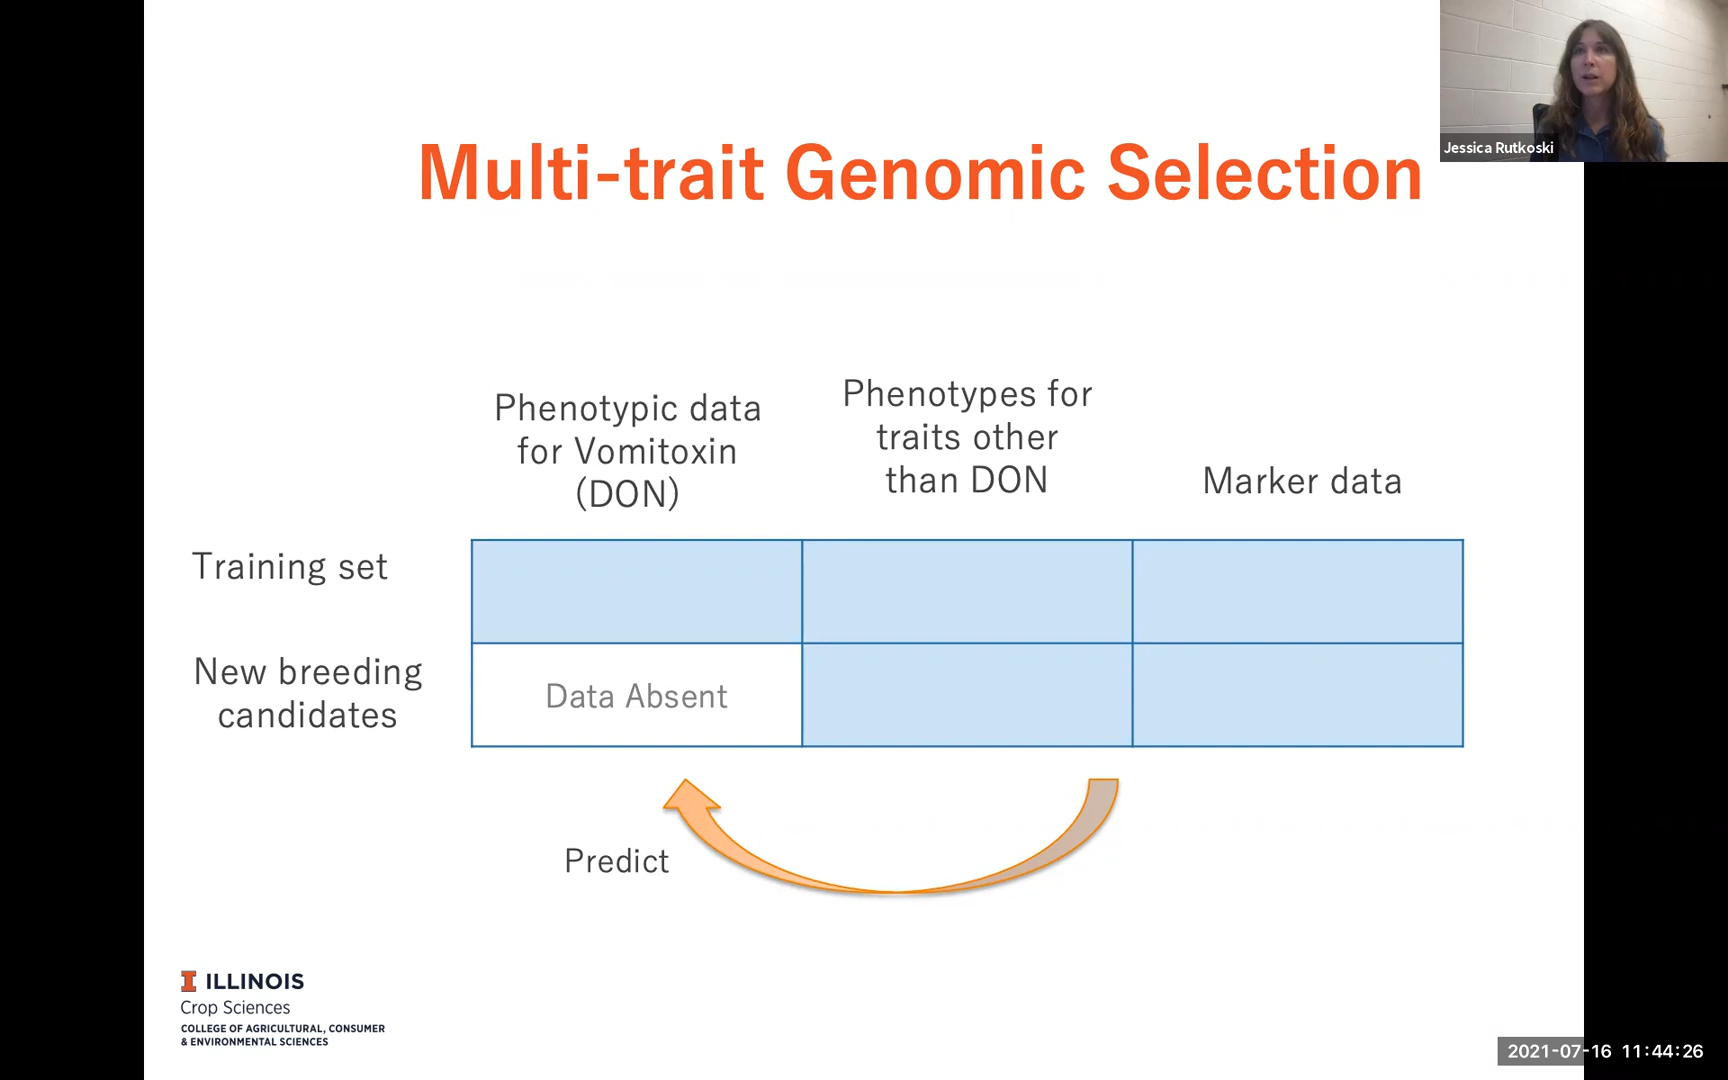 Jessica Rutkoski
Multi-trait Genomic Selection
Phenotypic data
for Vomitoxin
(DON)
Phenotypes for
traits other
than DON
Marker data
Training set
New breeding
candidates
Data Absent
Predict
ILLINOIS
Crop Sciences
COLLEGE OF AGRICULTURAL, CONSUMER
& ENVIRONMENTAL SCIENCES
2021-07-16 11:44:26